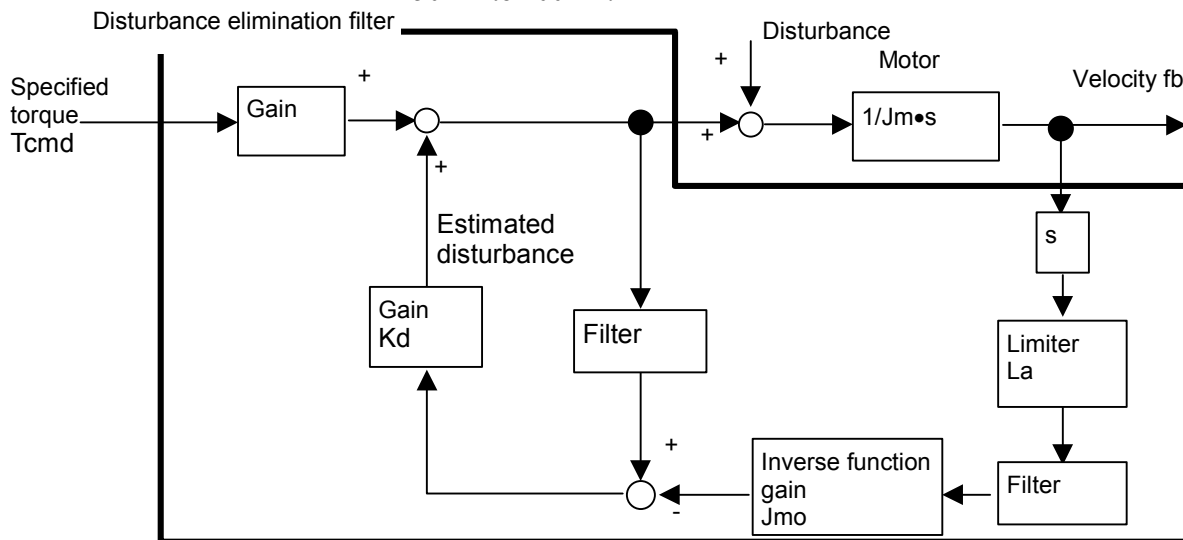 Disturbance elimination filter
Disturbance
Motor
Velocity fb
Specified
torque
Tcmd
Gain
+
+
+
+
1/Jm•s
Estimated
disturbance
s
Gain
Kd
Filter
Limiter
La
+
-
Inverse function
gain
Jmo
Filter